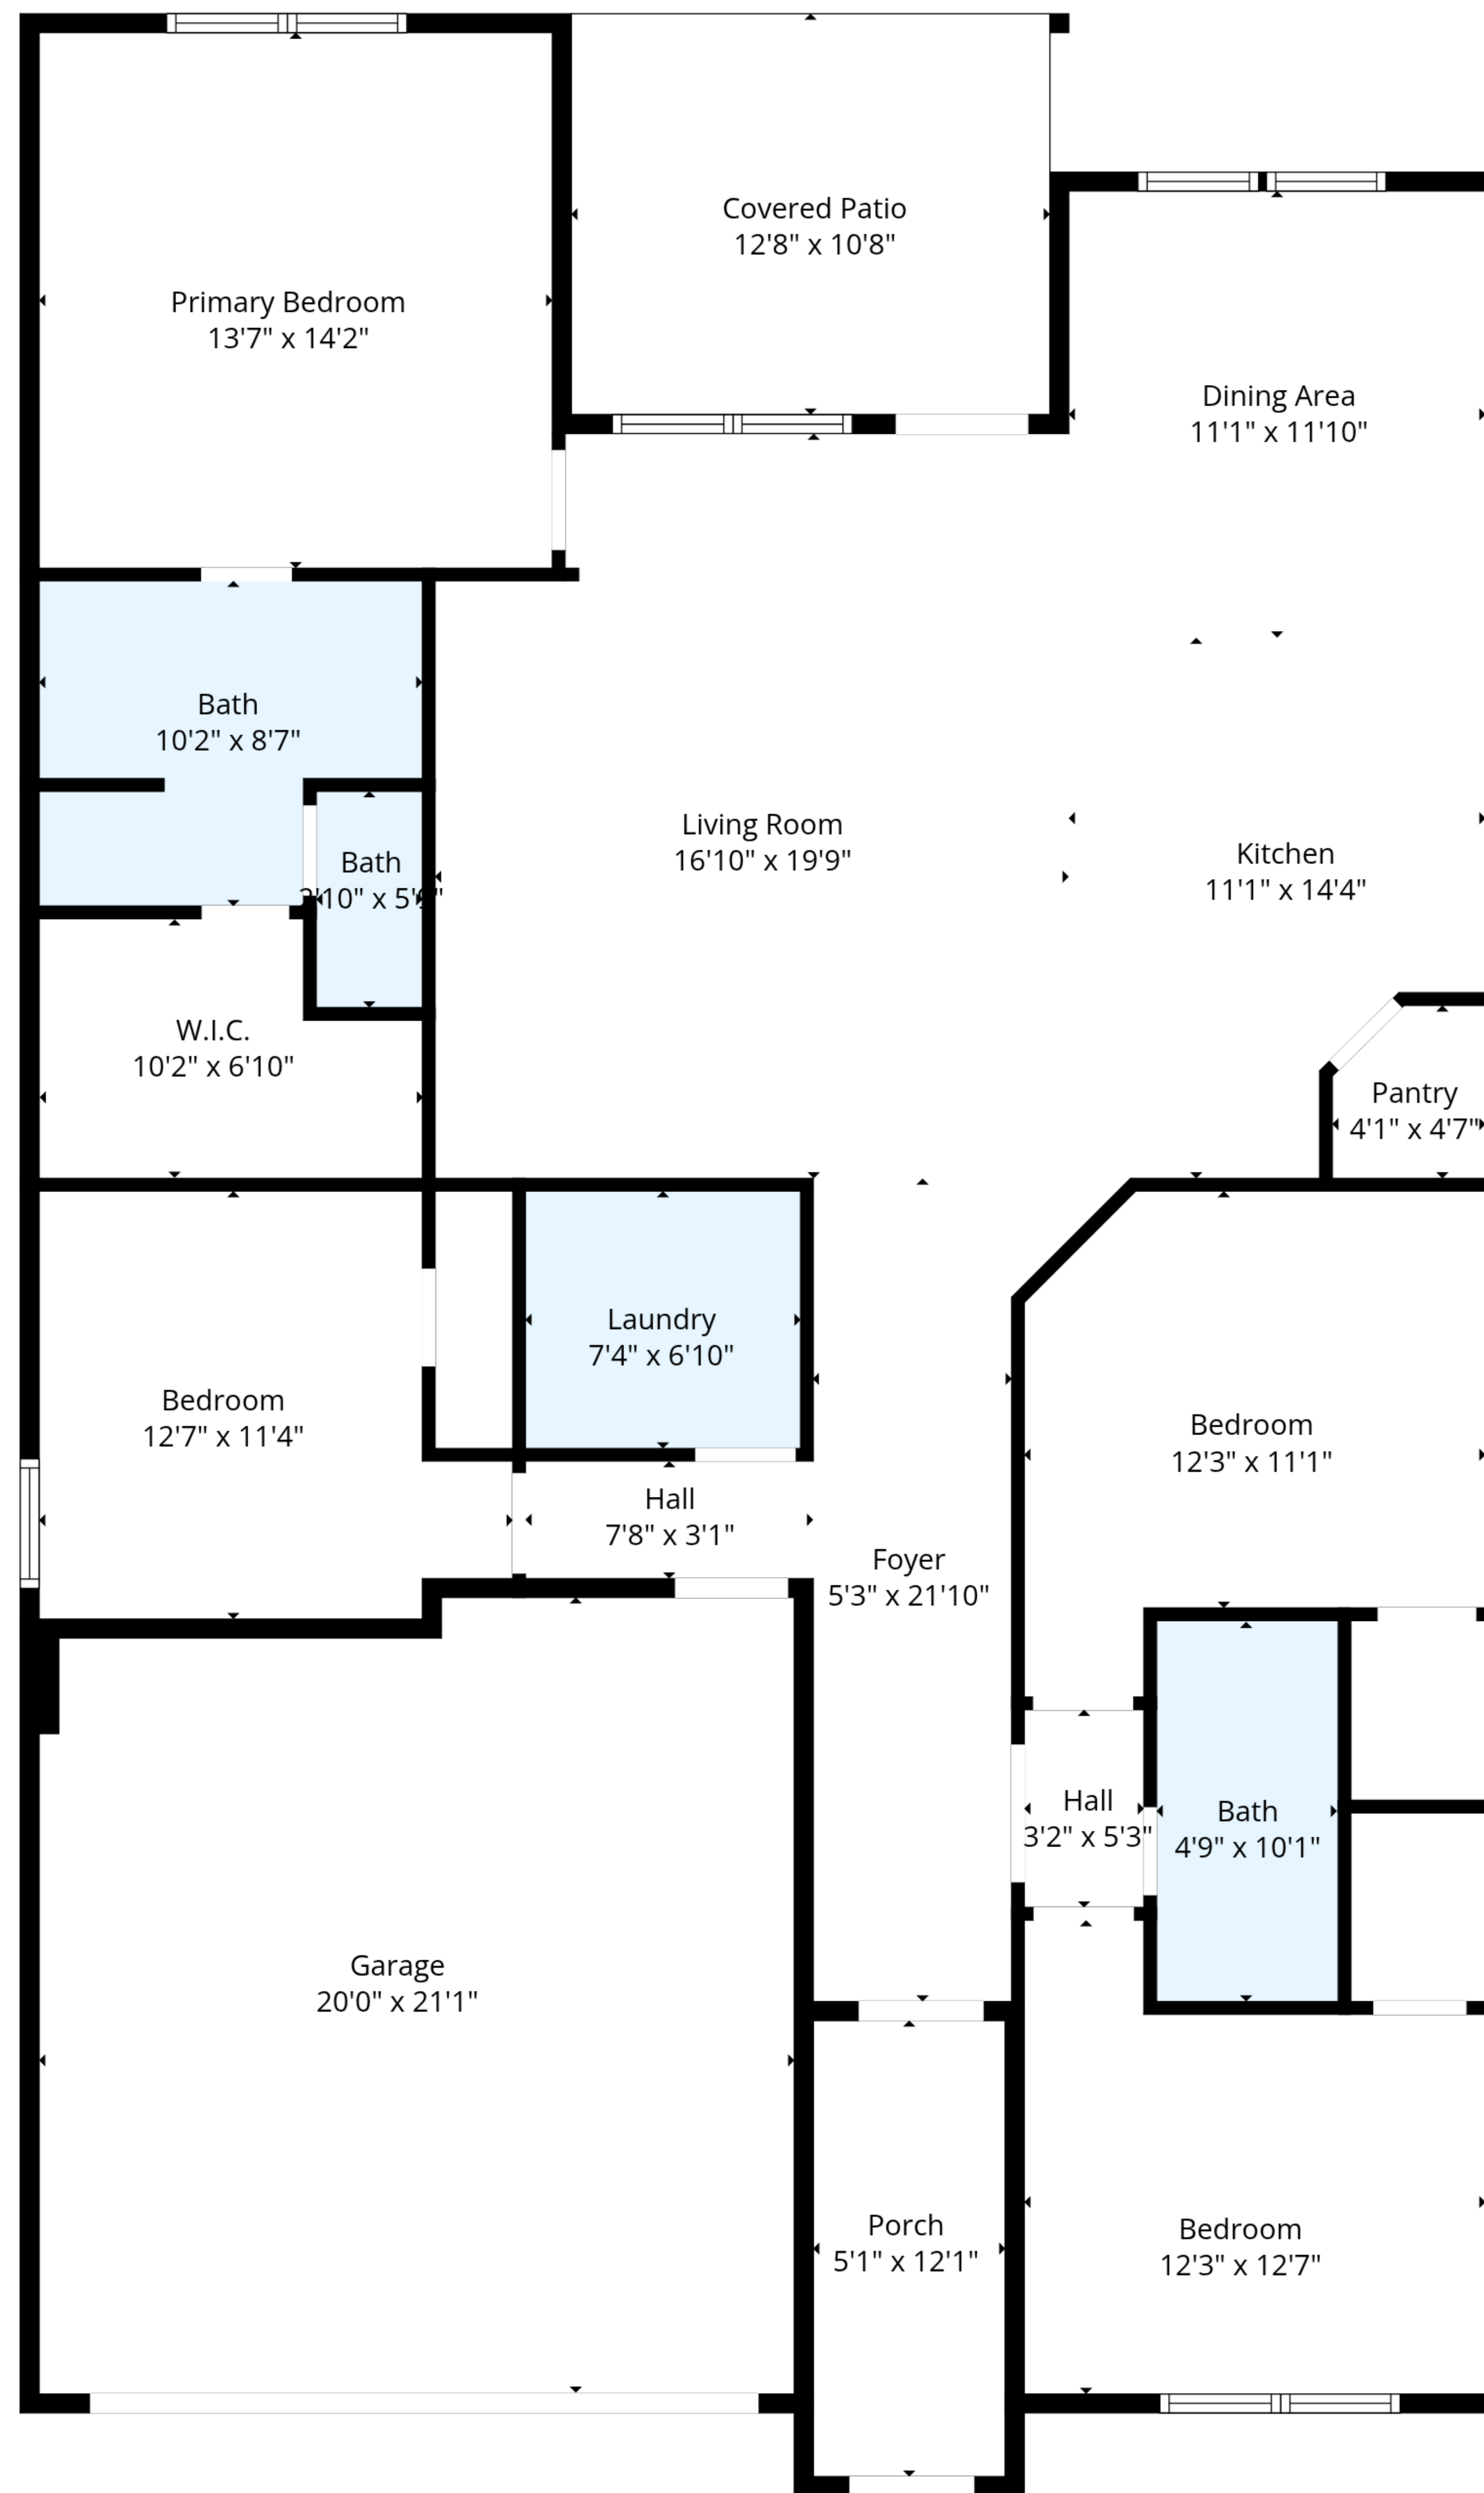 Covered Patio
12'8" x 10'8"
Primary Bedroom
13'7" x 14'2"
Dining Area
11'1" x 11'10"
Bath
10'2" x 8'7"
Living Room
16'10" x 19'9"
Kitchen
11'1" x 14'4"
Bath
2'10" x 5'9"
W.I.C.
10'2" x 6'10"
Pantry
4'1" x 4'7"
Laundry
7'4" x 6'10"
Bedroom
12'7" x 11'4"
Bedroom
12'3" x 11'1"
Hall
7'8" x 3'1"
Foyer
5'3" x 21'10"
Hall
3'2" x 5'3"
Bath
4'9" x 10'1"
Garage
20'0" x 21'1"
Porch
5'1" x 12'1"
Bedroom
12'3" x 12'7"